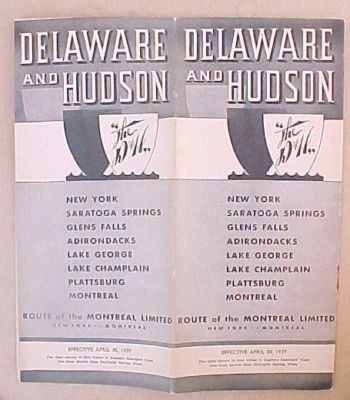 DELAWARE
AND HUDSON
"The
D&H"
NEW YORK
SARATOGA SPRINGS
GLENS FALLS
ADIRONDACKS
LAKE GEORGE
LAKE CHAMPLAIN
PLATTSBURG
MONTREAL
ROUTE of the MONTREAL LIMITED
NEW YORK - MONTREAL
EFFECTIVE APRIL 30, 1939
DELAWARE
AND HUDSON
"The
D&H"
NEW YORK
SARATOGA SPRINGS
GLENS FALLS
ADIRONDACKS
LAKE GEORGE
LAKE CHAMPLAIN
PLATTSBURG
MONTREAL
ROUTE of the MONTREAL LIMITED
NEW YORK - MONTREAL
EFFECTIVE APRIL 30, 1939